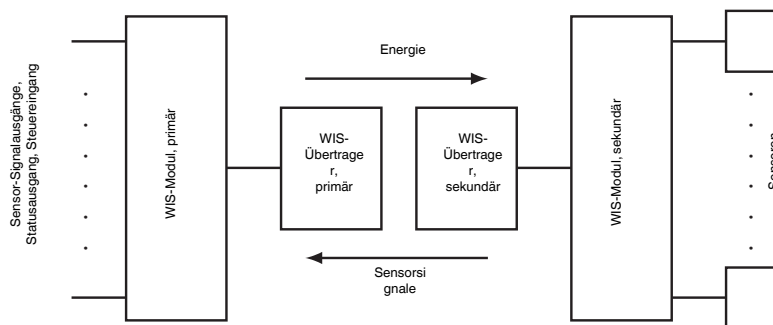 Sensor-Signalausgänge,
Statusausgang, Steuereingang
WIS-Modul, primär
Energie
WIS-
Übertrage
r,
primär
WIS-
Übertrage
r,
sekundär
Sensorsi
gnale
WIS-Modul, sekundär
Sensoren